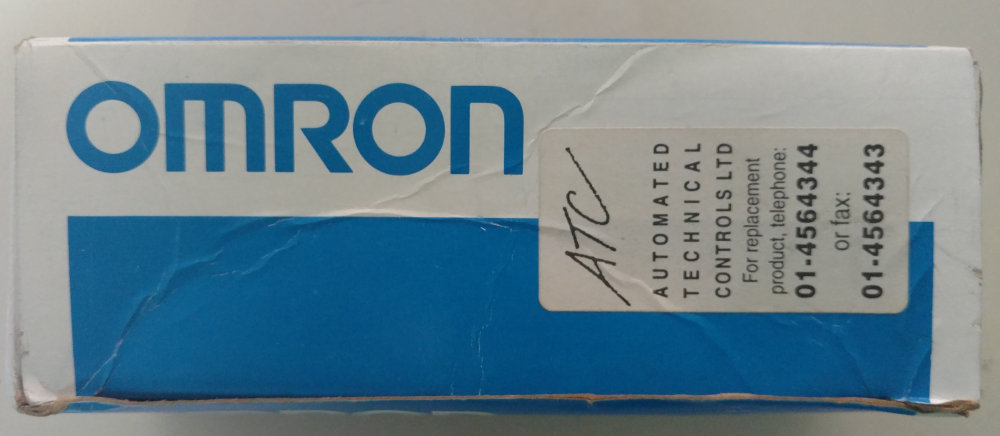 OMRON
ATC
AUTOMATED
TECHNICAL
CONTROLS LTD
For replacement
product, telephone:
01-4564344
or fax:
01-4564343